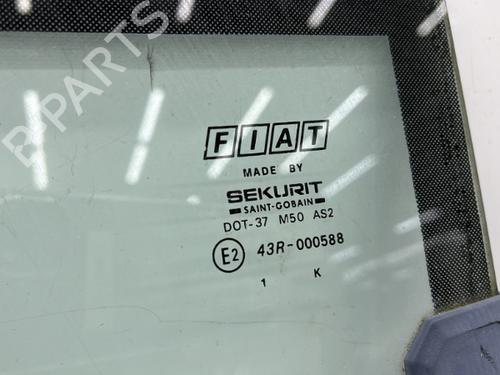 B-PARTS
FIAT
MADE BY
SEKURIT
SAINT-GOBAIN
DOT-37 M50 AS2
E2 43R-000588
1 K